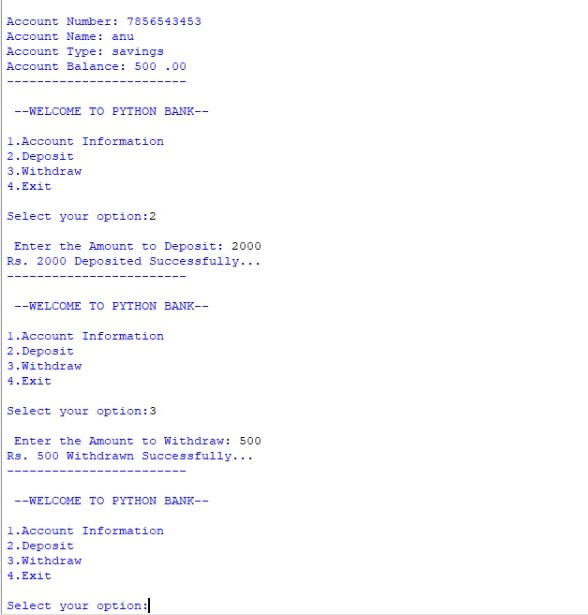 Account Number: 7856543453
Account Name: anu
Account Type: savings
Account Balance: 500 .00
------------------------
--WELCOME TO PYTHON BANK--
1.Account Information
2.Deposit
3.Withdraw
4.Exit
Select your option:2
Enter the Amount to Deposit: 2000
Rs. 2000 Deposited Successfully...
------------------------
--WELCOME TO PYTHON BANK--
1.Account Information
2.Deposit
3.Withdraw
4.Exit
Select your option:3
Enter the Amount to Withdraw: 500
Rs. 500 Withdrawn Successfully...
------------------------
--WELCOME TO PYTHON BANK--
1.Account Information
2.Deposit
3.Withdraw
4.Exit
Select your option: